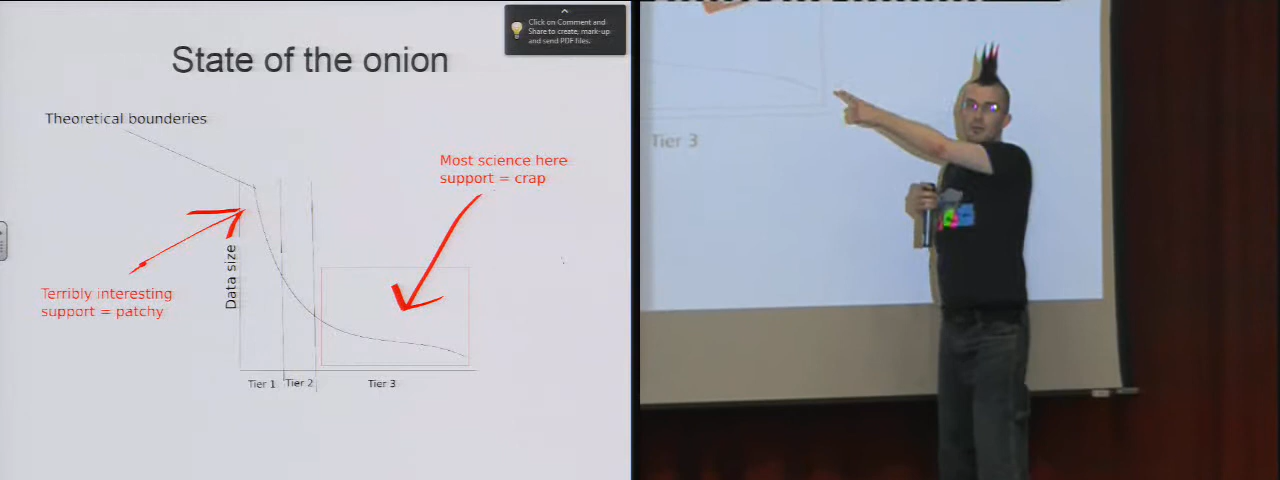 Click on Comment and
Share to create, mark-up
and send PDF files.
State of the onion
Theoretical bounderies
Most science here
support = crap
Terribly interesting
support = patchy
Data size
Tier 1
Tier 2
Tier 3
Tier 3